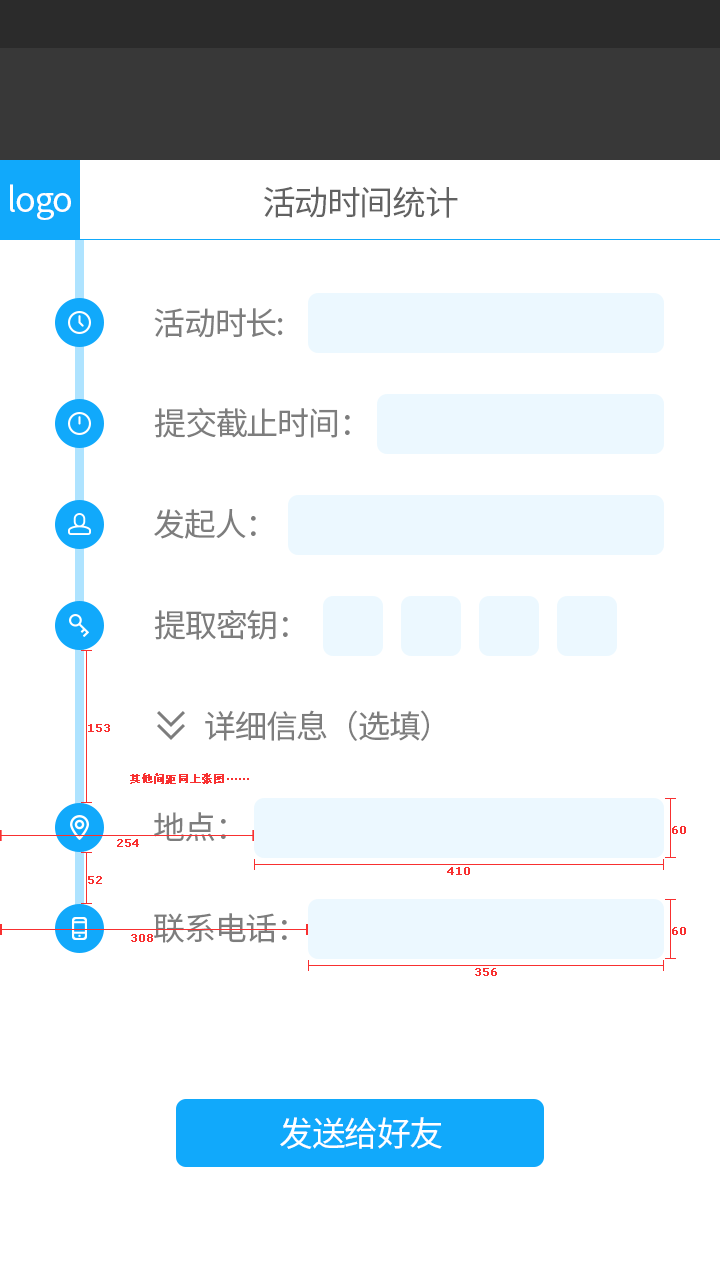 logo
活动时间统计
活动时长:
提交截止时间：
发起人：
提取密钥：
153
详细信息（选填）
其他间距同上张图……
地点：
254
60
410
52
联系电话：
308
60
356
发送给好友